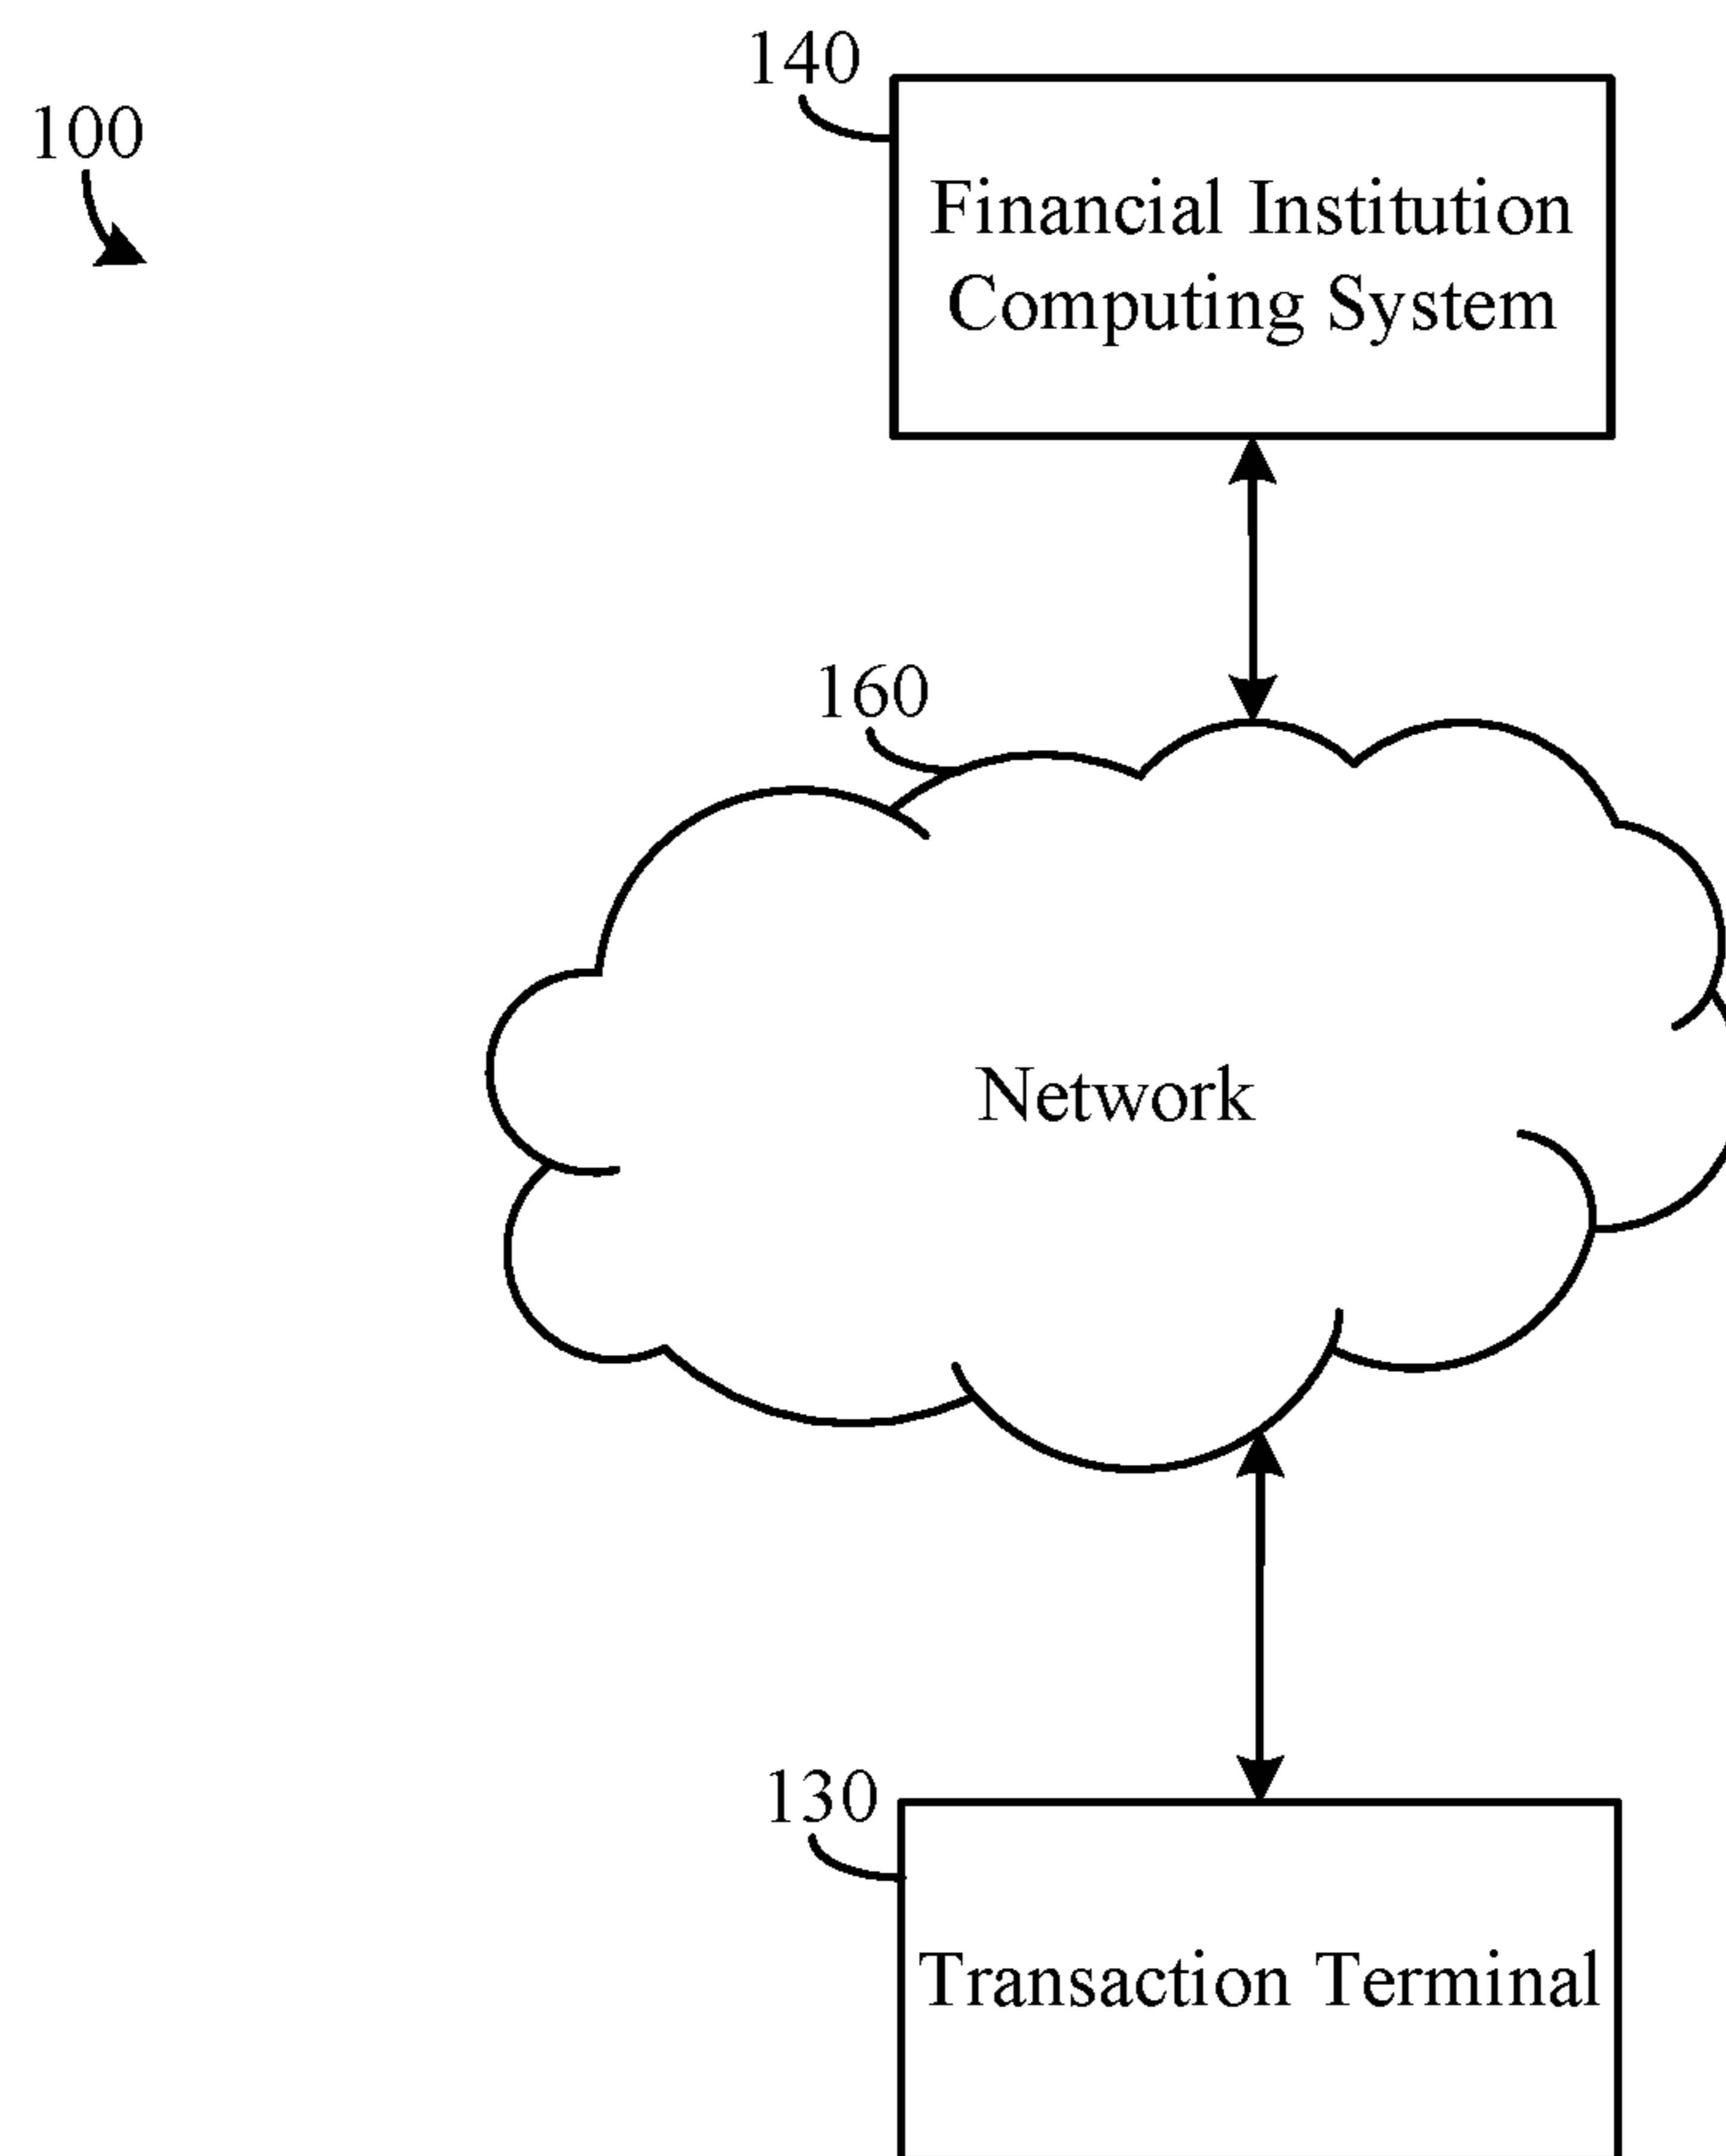 140
100
Financial Institution
Computing System
160
Network
130
Transaction Terminal